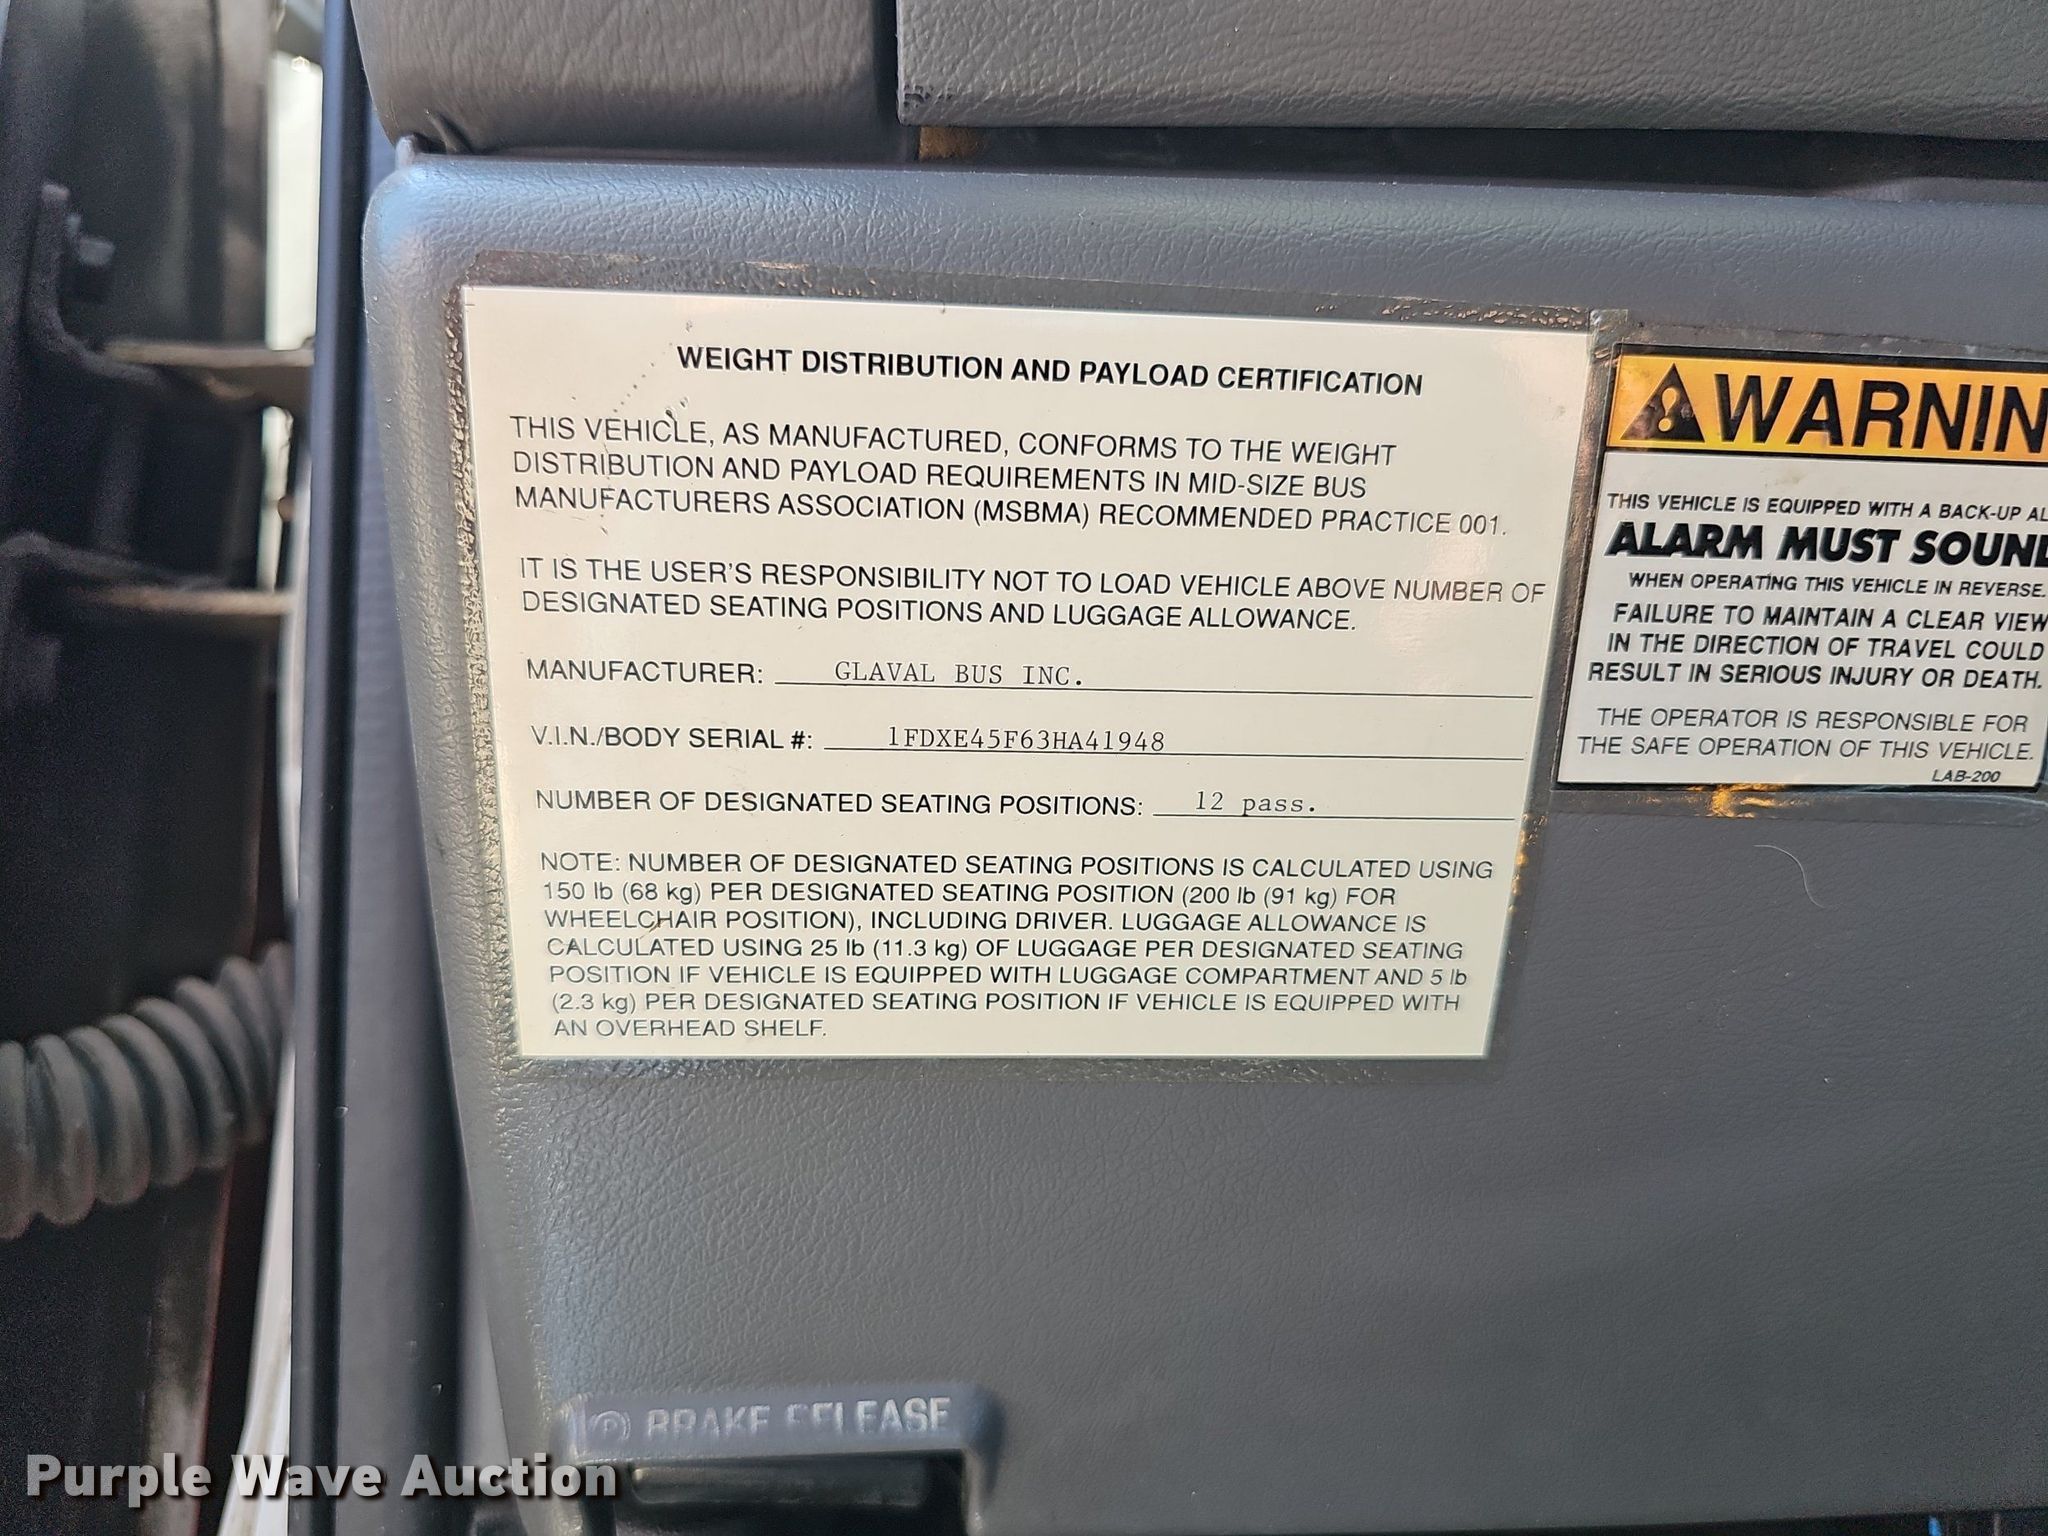 WEIGHT DISTRIBUTION AND PAYLOAD CERTIFICATION
THIS VEHICLE, AS MANUFACTURED, CONFORMS TO THE WEIGHT
DISTRIBUTION AND PAYLOAD REQUIREMENTS IN MID-SIZE BUS
MANUFACTURERS ASSOCIATION (MSBMA) RECOMMENDED PRACTICE 001.
IT IS THE USER'S RESPONSIBILITY NOT TO LOAD VEHICLE ABOVE NUMBER OF
DESIGNATED SEATING POSITIONS AND LUGGAGE ALLOWANCE.
MANUFACTURER: GLAVAL BUS INC.
V.I.N./BODY SERIAL #: 1FDXE45F63HA41948
NUMBER OF DESIGNATED SEATING POSITIONS: 12 pass.
NOTE: NUMBER OF DESIGNATED SEATING POSITIONS IS CALCULATED USING
150 lb (68 kg) PER DESIGNATED SEATING POSITION (200 lb (91 kg) FOR
WHEELCHAIR POSITION), INCLUDING DRIVER. LUGGAGE ALLOWANCE IS
CALCULATED USING 25 lb (11.3 kg) OF LUGGAGE PER DESIGNATED SEATING
POSITION IF VEHICLE IS EQUIPPED WITH LUGGAGE COMPARTMENT AND 5 lb
(2.3 kg) PER DESIGNATED SEATING POSITION IF VEHICLE IS EQUIPPED WITH
AN OVERHEAD SHELF.
WARNIN
THIS VEHICLE IS EQUIPPED WITH A BACK-UP AL
ALARM MUST SOUND
WHEN OPERATING THIS VEHICLE IN REVERSE.
FAILURE TO MAINTAIN A CLEAR VIEW
IN THE DIRECTION OF TRAVEL COULD
RESULT IN SERIOUS INJURY OR DEATH.
THE OPERATOR IS RESPONSIBLE FOR
THE SAFE OPERATION OF THIS VEHICLE.
LAB-200
(P) BRAKE RELEASE
Purple Wave Auction